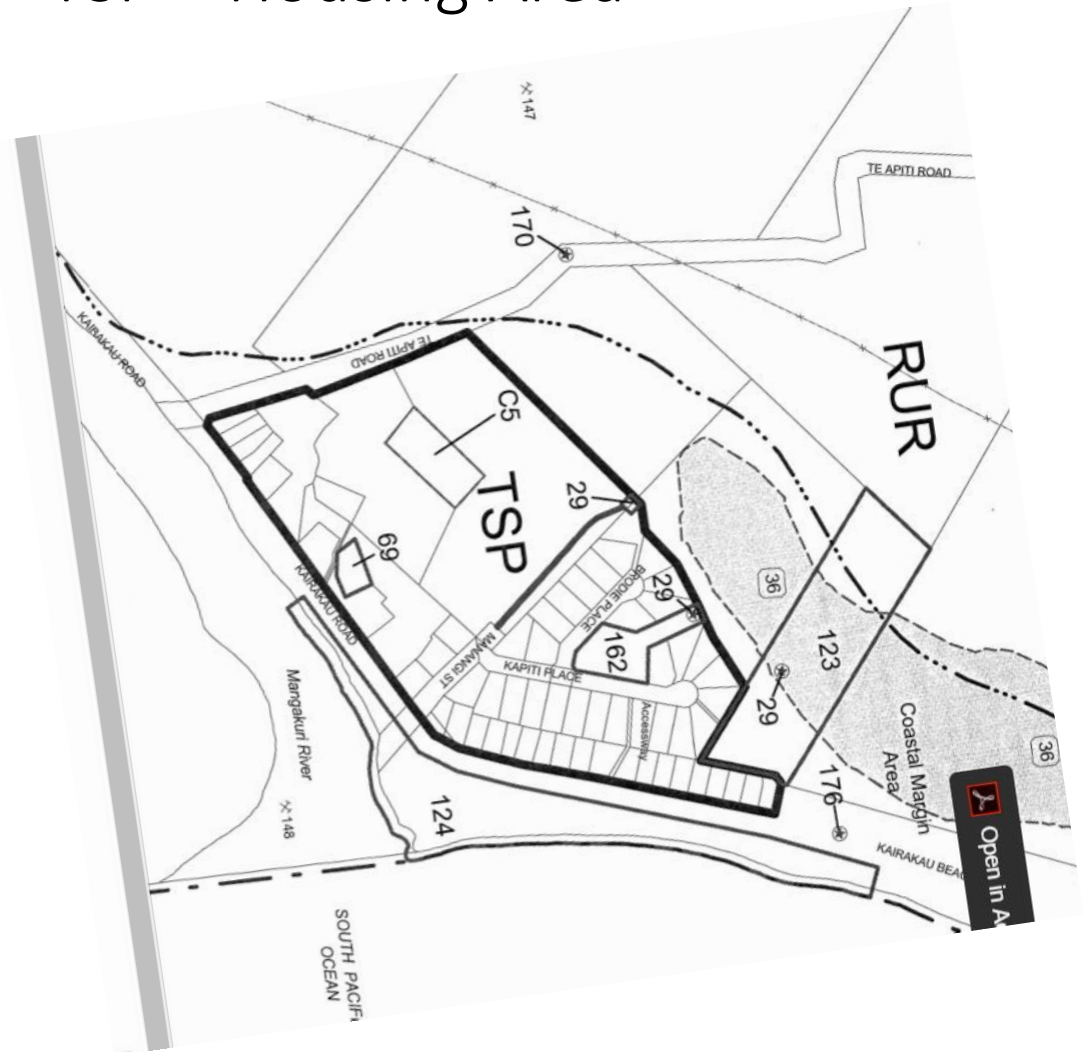 TSP – Housing Area
147
TE APITI ROAD
170
RUR
KAIRAKAU ROAD
TE APITI ROAD
C5
TSP
29
69
BRODIE PLACE
29
36
123
162
KAIRAKAU ROAD
MANANGI ST
KAPITI PLACE
29
Accessway
Coastal Margin
Area
36
Mangakuri River
176
124
148
KAIRAKAU BEAC
Open in A
SOUTH PACIFI
OCEAN